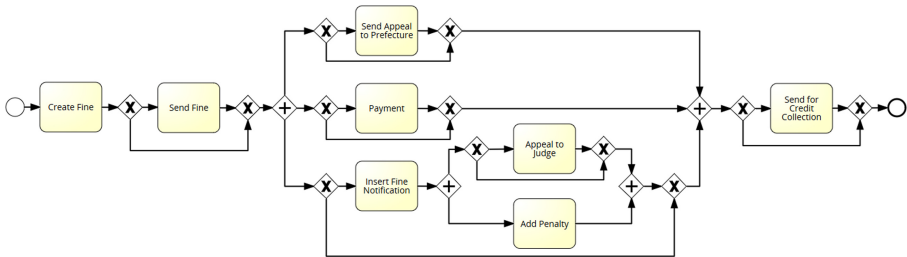 Send Appeal
to Prefecture
Create Fine
Send Fine
Payment
Send for
Credit
Collection
Appeal to
Judge
Insert Fine
Notification
Add Penalty